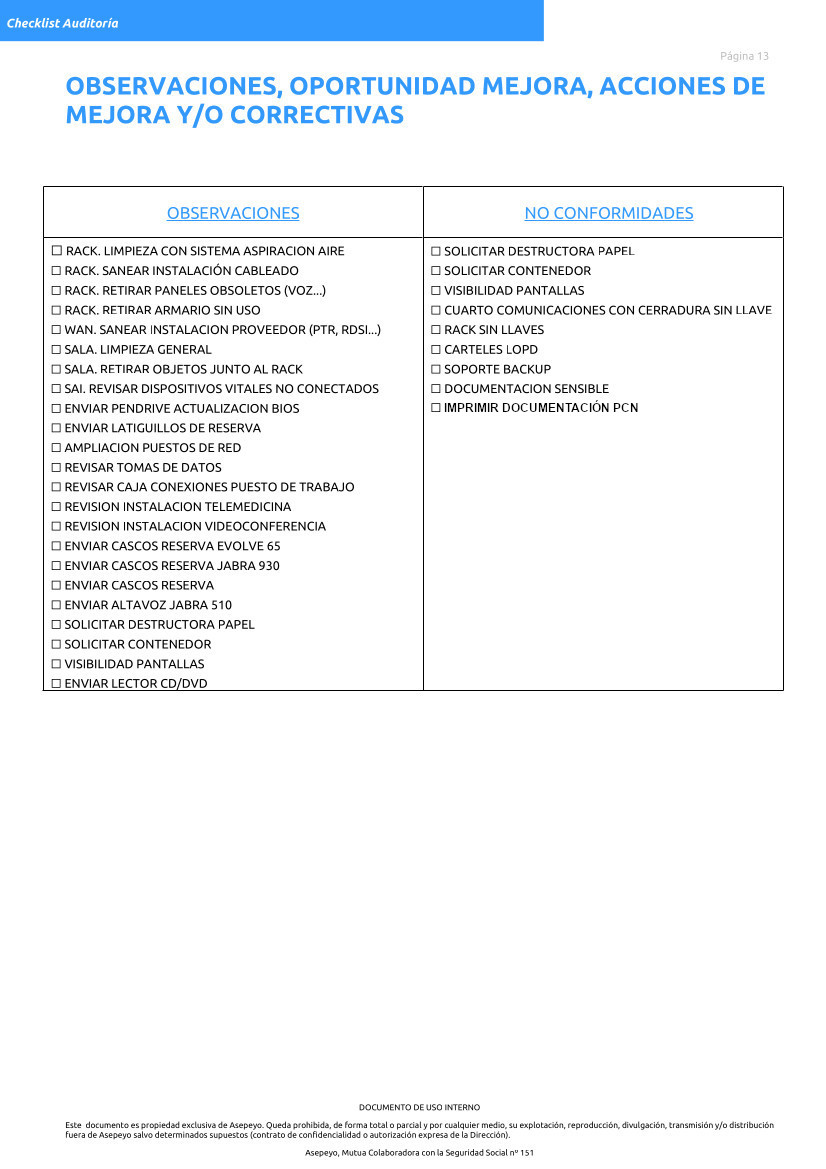 Checklist Auditoría
Página 13
OBSERVACIONES, OPORTUNIDAD MEJORA, ACCIONES DE
MEJORA Y/O CORRECTIVAS
OBSERVACIONES
☐ RACK. LIMPIEZA CON SISTEMA ASPIRACION AIRE
☐ RACK. SANEAR INSTALACIÓN CABLEADO
☐ RACK. RETIRAR PANELES OBSOLETOS (VOZ...)
☐ RACK. RETIRAR ARMARIO SIN USO
☐ WAN. SANEAR INSTALACION PROVEEDOR (PTR, RDSI...)
☐ SALA. LIMPIEZA GENERAL
☐ SALA. RETIRAR OBJETOS JUNTO AL RACK
☐ SAI. REVISAR DISPOSITIVOS VITALES NO CONECTADOS
☐ ENVIAR PENDRIVE ACTUALIZACION BIOS
☐ ENVIAR LATIGUILLOS DE RESERVA
☐ AMPLIACION PUESTOS DE RED
☐ REVISAR TOMAS DE DATOS
☐ REVISAR CAJA CONEXIONES PUESTO DE TRABAJO
☐ REVISION INSTALACION TELEMEDICINA
☐ REVISION INSTALACION VIDEOCONFERENCIA
☐ ENVIAR CASCOS RESERVA EVOLVE 65
☐ ENVIAR CASCOS RESERVA JABRA 930
☐ ENVIAR CASCOS RESERVA
☐ ENVIAR ALTAVOZ JABRA 510
☐ SOLICITAR DESTRUCTORA PAPEL
☐ SOLICITAR CONTENEDOR
☐ VISIBILIDAD PANTALLAS
☐ ENVIAR LECTOR CD/DVD
NO CONFORMIDADES
☐ SOLICITAR DESTRUCTORA PAPEL
☐ SOLICITAR CONTENEDOR
☐ VISIBILIDAD PANTALLAS
☐ CUARTO COMUNICACIONES CON CERRADURA SIN LLAVE
☐ RACK SIN LLAVES
☐ CARTELES LOPD
☐ SOPORTE BACKUP
☐ DOCUMENTACION SENSIBLE
☐ IMPRIMIR DOCUMENTACIÓN PCN
DOCUMENTO DE USO INTERNO
Este documento es propiedad exclusiva de Asepeyo. Queda prohibida, de forma total o parcial y por cualquier medio, su explotación, reproducción, divulgación, transmisión y/o distribución
fuera de Asepeyo salvo determinados supuestos (contrato de confidencialidad o autorización expresa de la Dirección).
Asepeyo, Mutua Colaboradora con la Seguridad Social nº 151